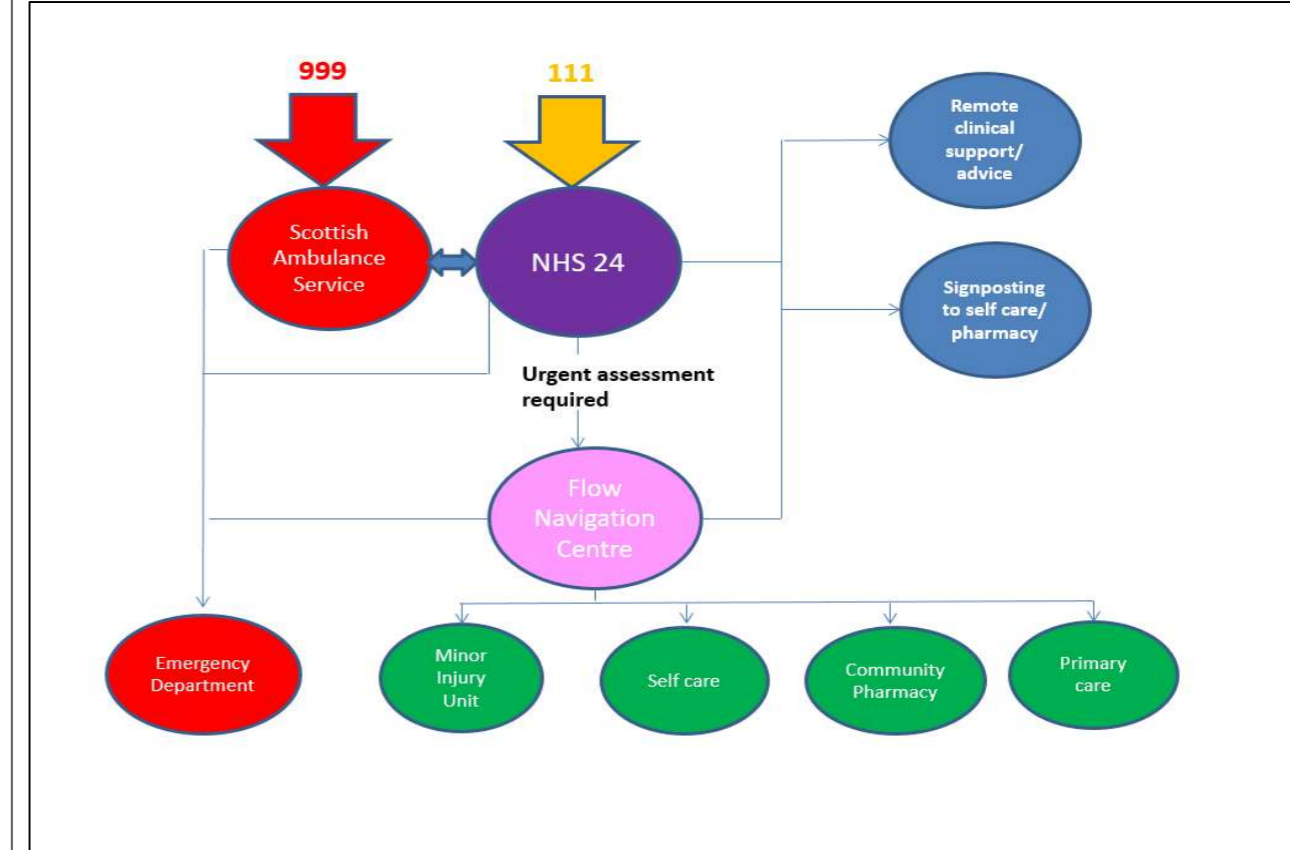 999
111
Remote
clinical
support/
advice
Scottish
Ambulance
Service
NHS 24
Signposting
to self care/
pharmacy
Urgent assessment
required
Flow
Navigation
Centre
Emergency
Department
Minor
Injury
Unit
Self care
Community
Pharmacy
Primary
care